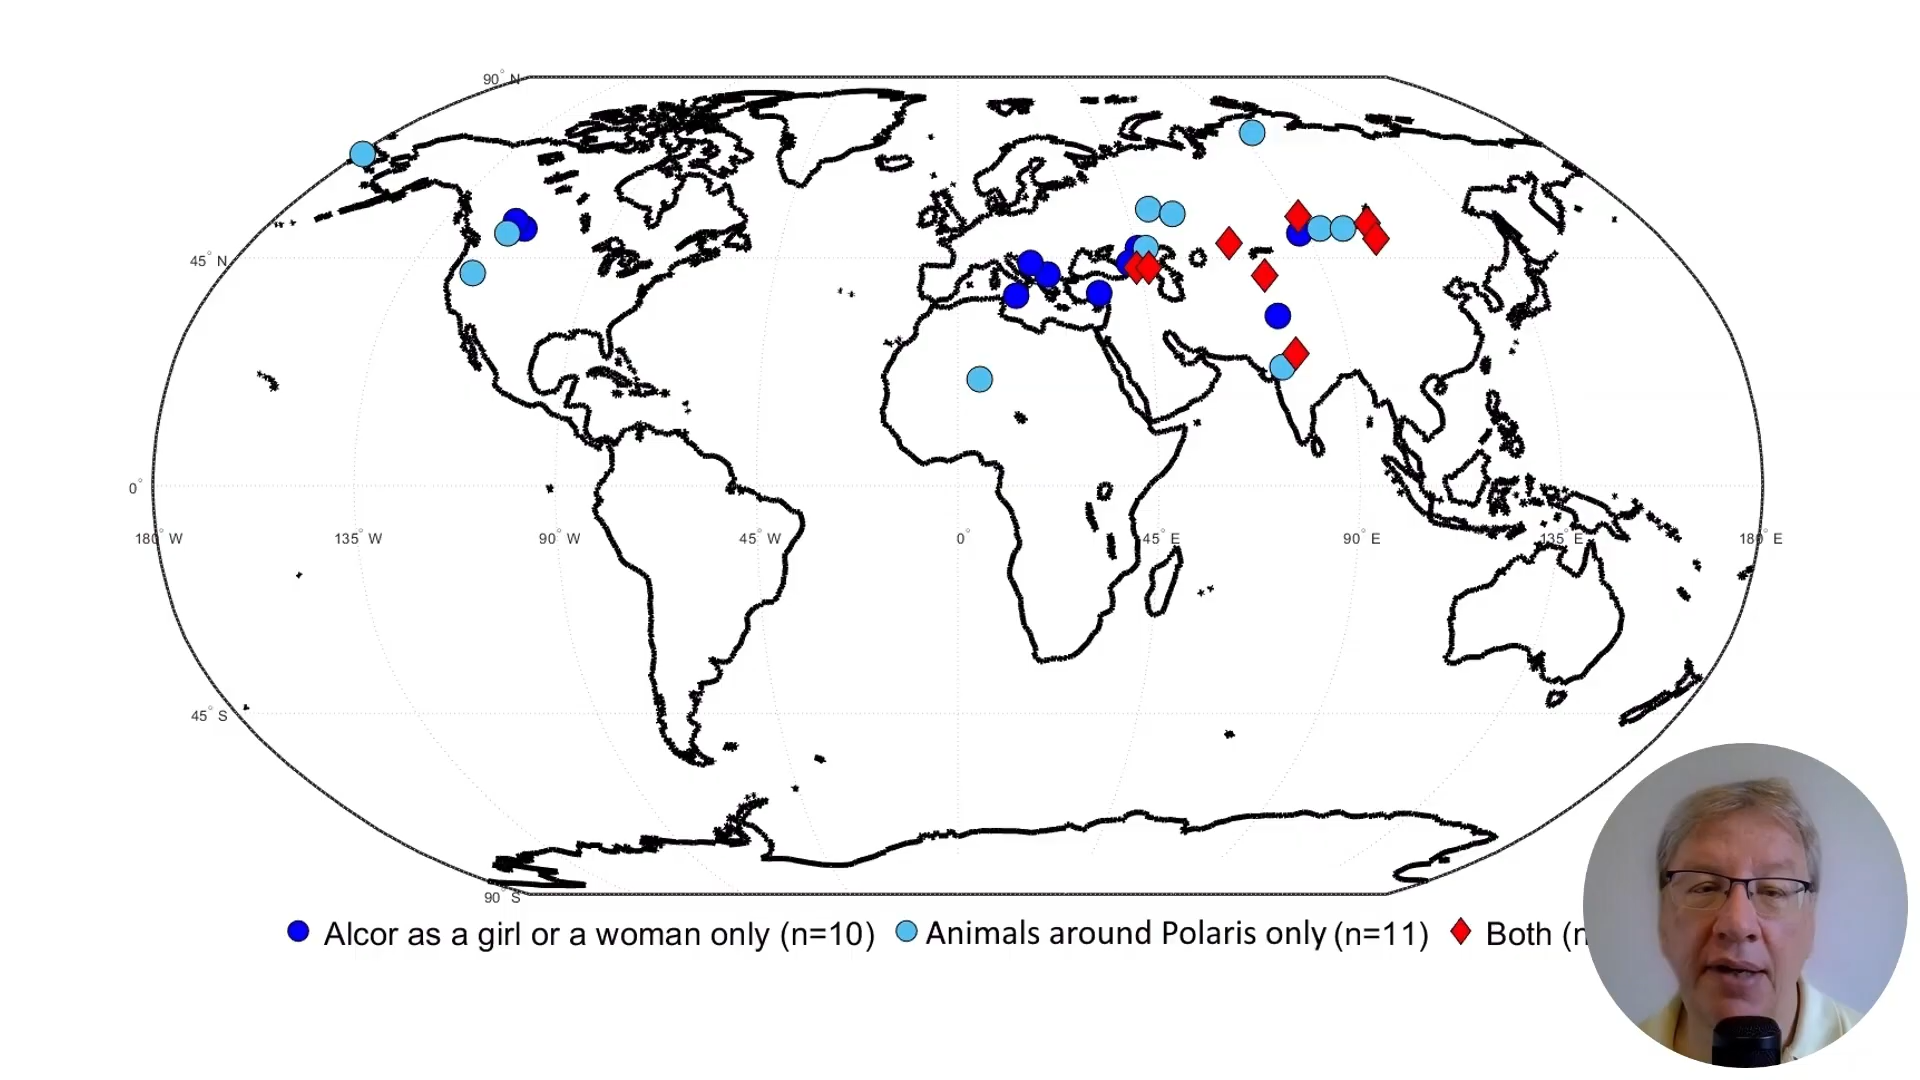 90° N
45° N
0°
180° W 135° W 90° W 45° W 0° 45° E 90° E 135° E 180° E
45° S
90° S
Alcor as a girl or a woman only (n=10) Animals around Polaris only (n=11) Both (n